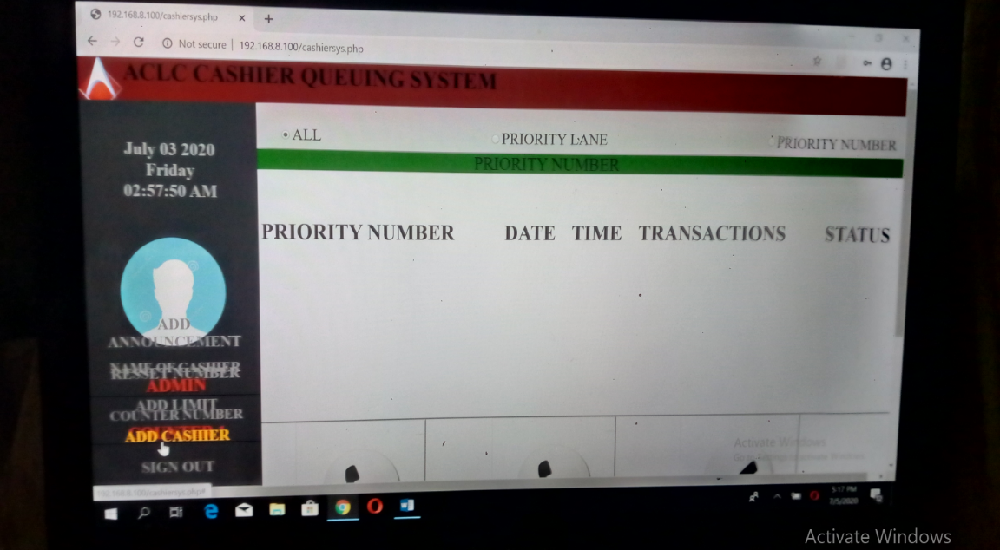 192.168.8.100/cashiersys.php
Not secure | 192.168.8.100/cashiersys.php
ACLC CASHIER QUEUING SYSTEM
ALL PRIORITY LANE PRIORITY NUMBER
PRIORITY NUMBER
July 03 2020
Friday
02:57:50 AM
PRIORITY NUMBER DATE TIME TRANSACTIONS STATUS
ADD
ANNOUNCEMENT
NAME OF CASHIER
RESSET NUMBER
ADMIN
ADD LIMIT
COUNTER NUMBER
ADD CASHIER
SIGN OUT
Activate Windows
Go to Settings to activate Windows.
192.168.8.100/cashiersys.php#
5:17 PM
7/5/2020
Activate Windows